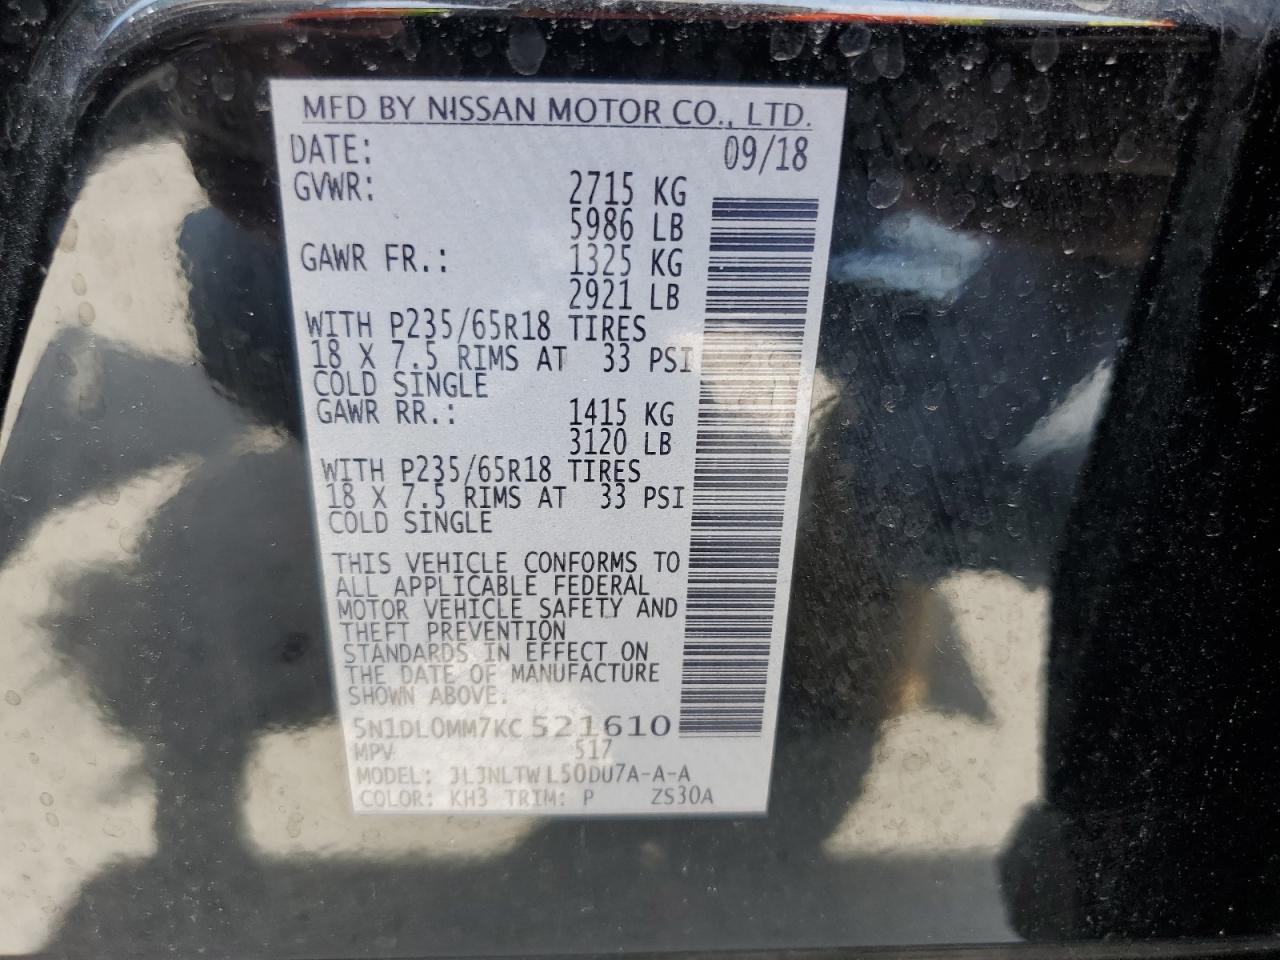 MFD BY NISSAN MOTOR CO., LTD.
DATE: 09/18
GVWR: 2715 KG
5986 LB
GAWR FR.: 1325 KG
2921 LB
WITH P235/65R18 TIRES
18 X 7.5 RIMS AT 33 PSI
COLD SINGLE
GAWR RR.: 1415 KG
3120 LB
WITH P235/65R18 TIRES
18 X 7.5 RIMS AT 33 PSI
COLD SINGLE
THIS VEHICLE CONFORMS TO
ALL APPLICABLE FEDERAL
MOTOR VEHICLE SAFETY AND
THEFT PREVENTION
STANDARDS IN EFFECT ON
THE DATE OF MANUFACTURE
SHOWN ABOVE.
5N1DL0MM7KC521610
MPV 517
MODEL: JLJNLTWL50DU7A-A-A
COLOR: KH3 TRIM: P ZS30A